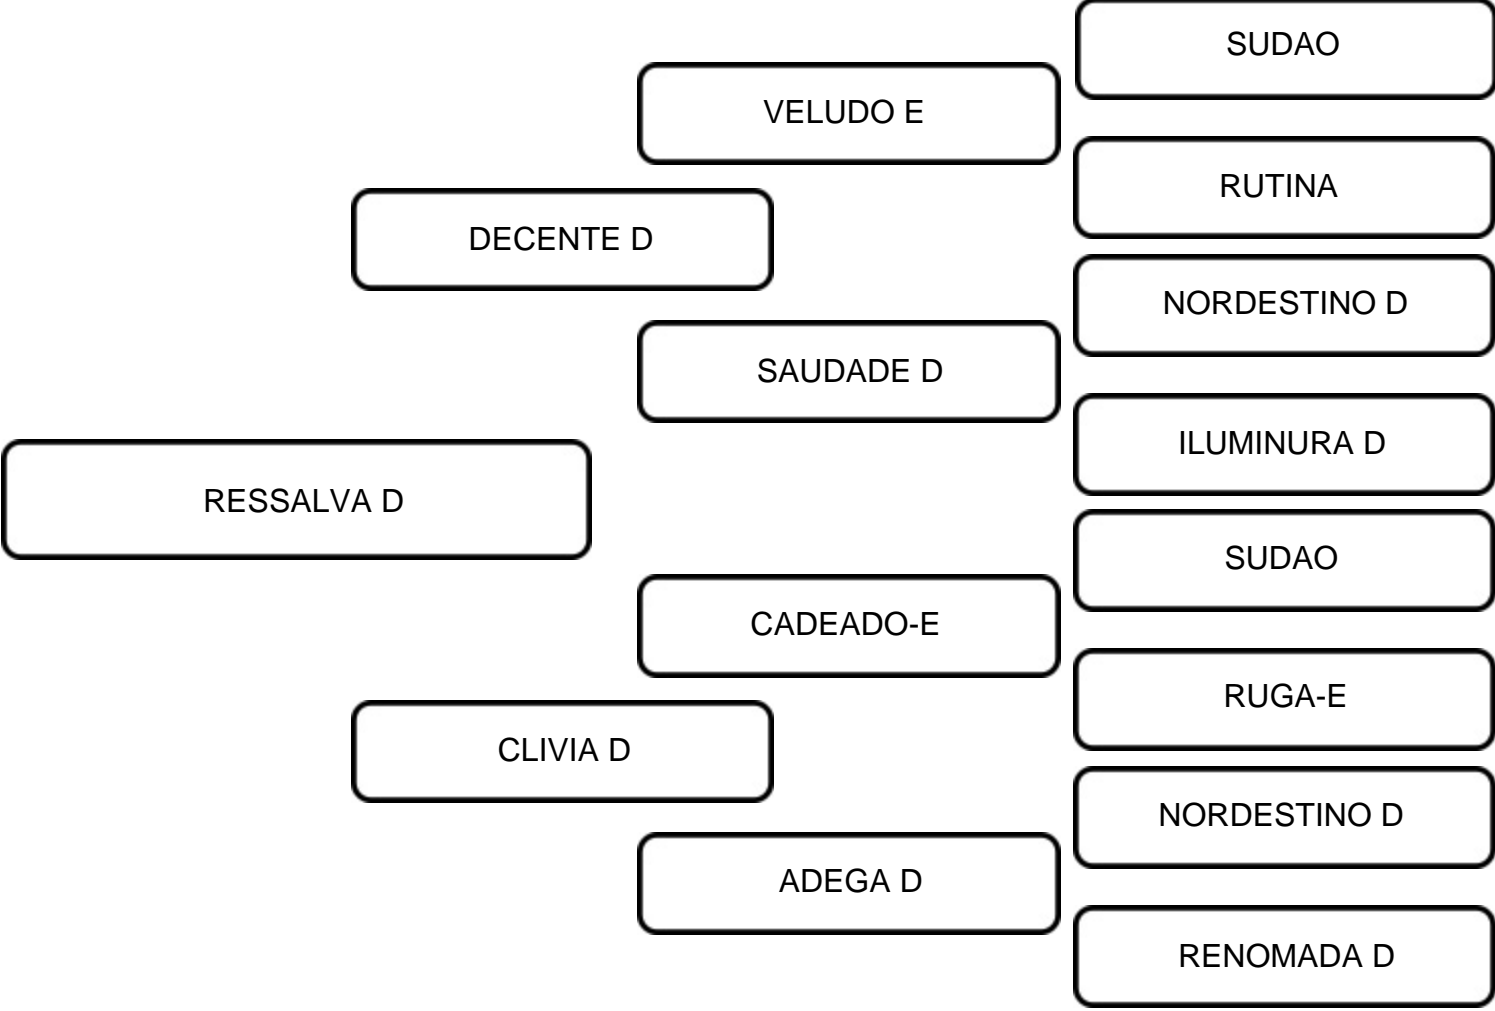 SUDAO
VELUDO E
RUTINA
DECENTE D
NORDESTINO D
SAUDADE D
ILUMINURA D
RESSALVA D
SUDAO
CADEADO-E
RUGA-E
CLIVIA D
NORDESTINO D
ADEGA D
RENOMADA D